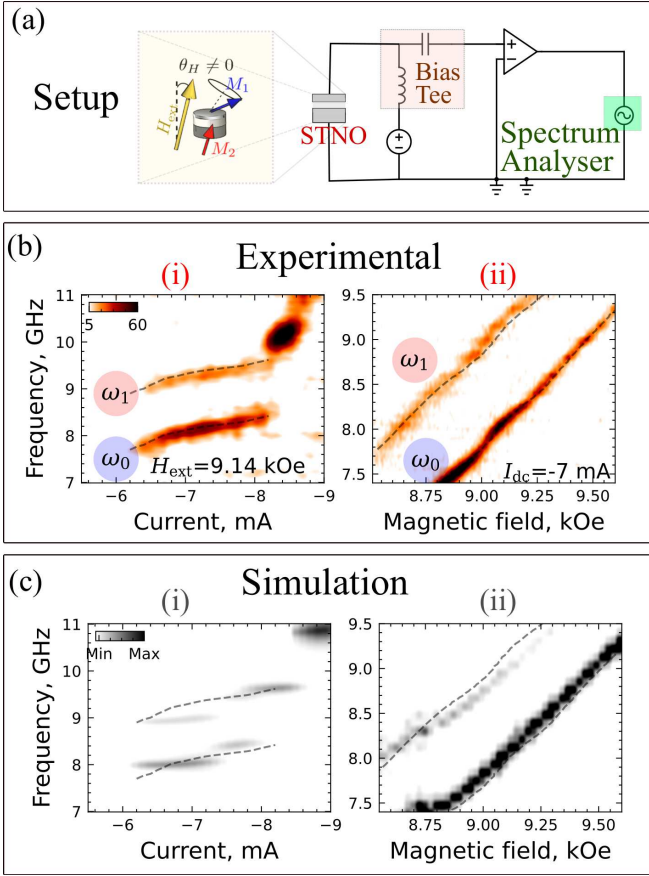 (a)
Setup
θ_H ≠ 0
M_1
H_ext
M_2
STNO
Bias
Tee
Spectrum
Analyser
(b)
Experimental
(i)
(ii)
11
10
9
8
7
Frequency, GHz
5
60
ω_1
ω_0
H_ext=9.14 kOe
−6
−7
−8
−9
Current, mA
9.5
9.0
8.5
8.0
7.5
ω_1
ω_0
I_dc=-7 mA
8.75
9.00
9.25
9.50
Magnetic field, kOe
(c)
Simulation
(i)
(ii)
11
10
9
8
7
Frequency, GHz
Min
Max
−6
−7
−8
−9
Current, mA
9.5
9.0
8.5
8.0
7.5
8.75
9.00
9.25
9.50
Magnetic field, kOe